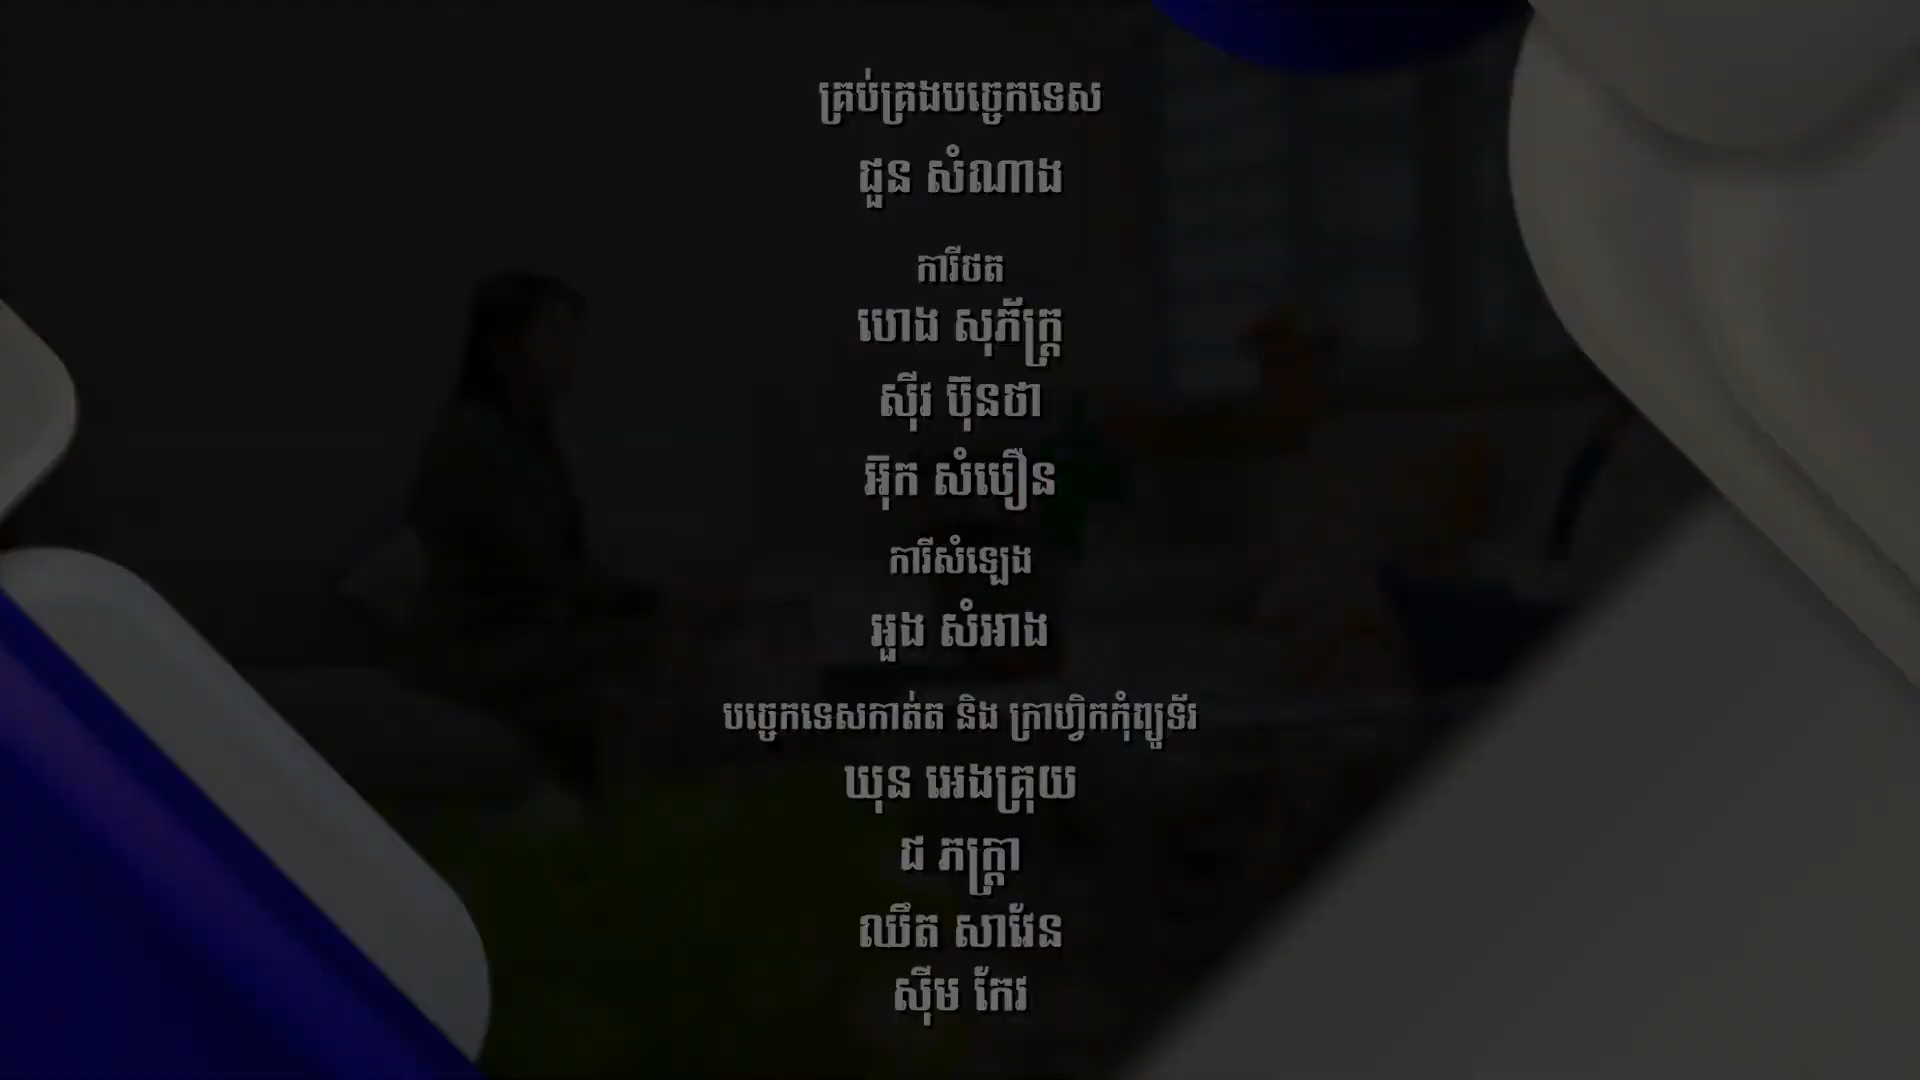 គ្រប់គ្រងបច្ចេកទេស
ជួន សំណាង
ការីថត
ហេង សុភ័ក្ត្រ
ស៊ីវ ប៊ុនថា
អ៊ុក សំបឿន
ការីសំឡេង
អួង សំអាង
បច្ចេកទេសកាត់ត និង ក្រាហ្វិកកុំព្យូទ័រ
ឃុន អេងគ្រុយ
ជ ភក្ត្រា
ឈឹត សាវែន
ស៊ីម កែវ